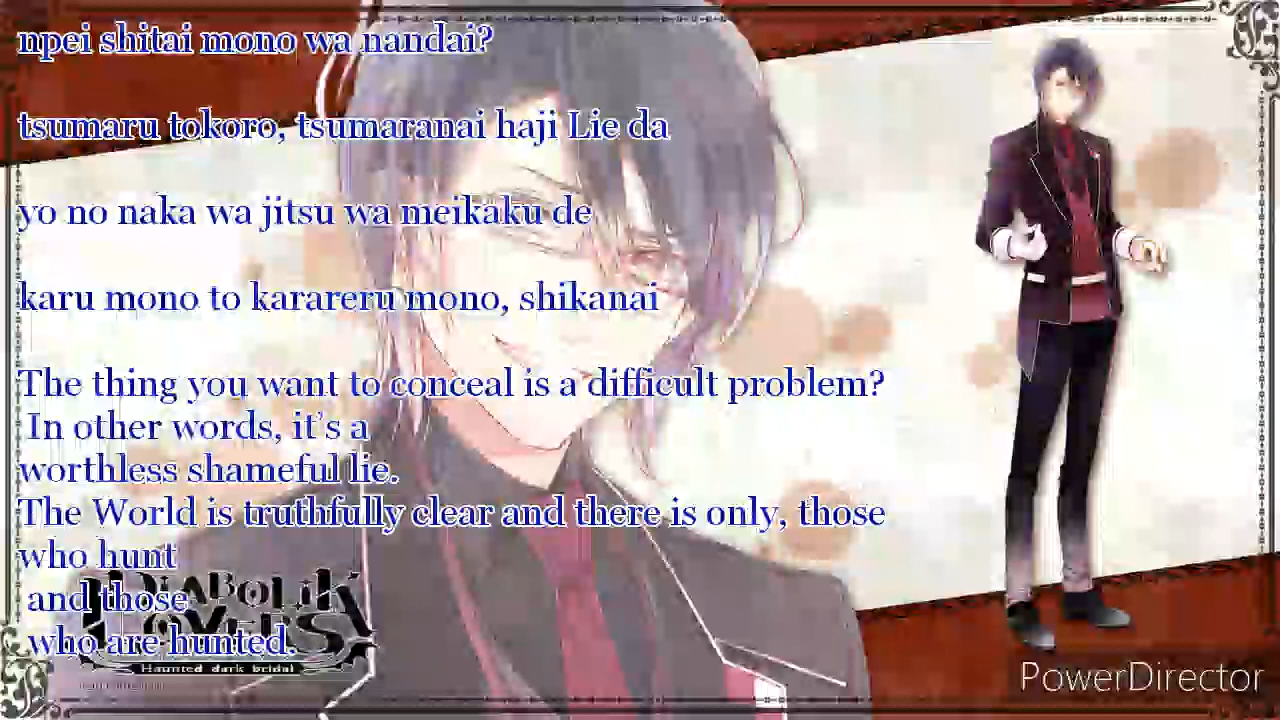 npei shitai mono wa nandai?
tsumaru tokoro, tsumaranai haji Lie da
yo no naka wa jitsu wa meikaku de
karu mono to karareru mono, shikanai
The thing you want to conceal is a difficult problem?
In other words, it's a
worthless shameful lie.
The World is truthfully clear and there is only, those
who hunt
and those
who are hunted.
DIABOLIK
LOVERS
Haunted dark bridal
PowerDirector